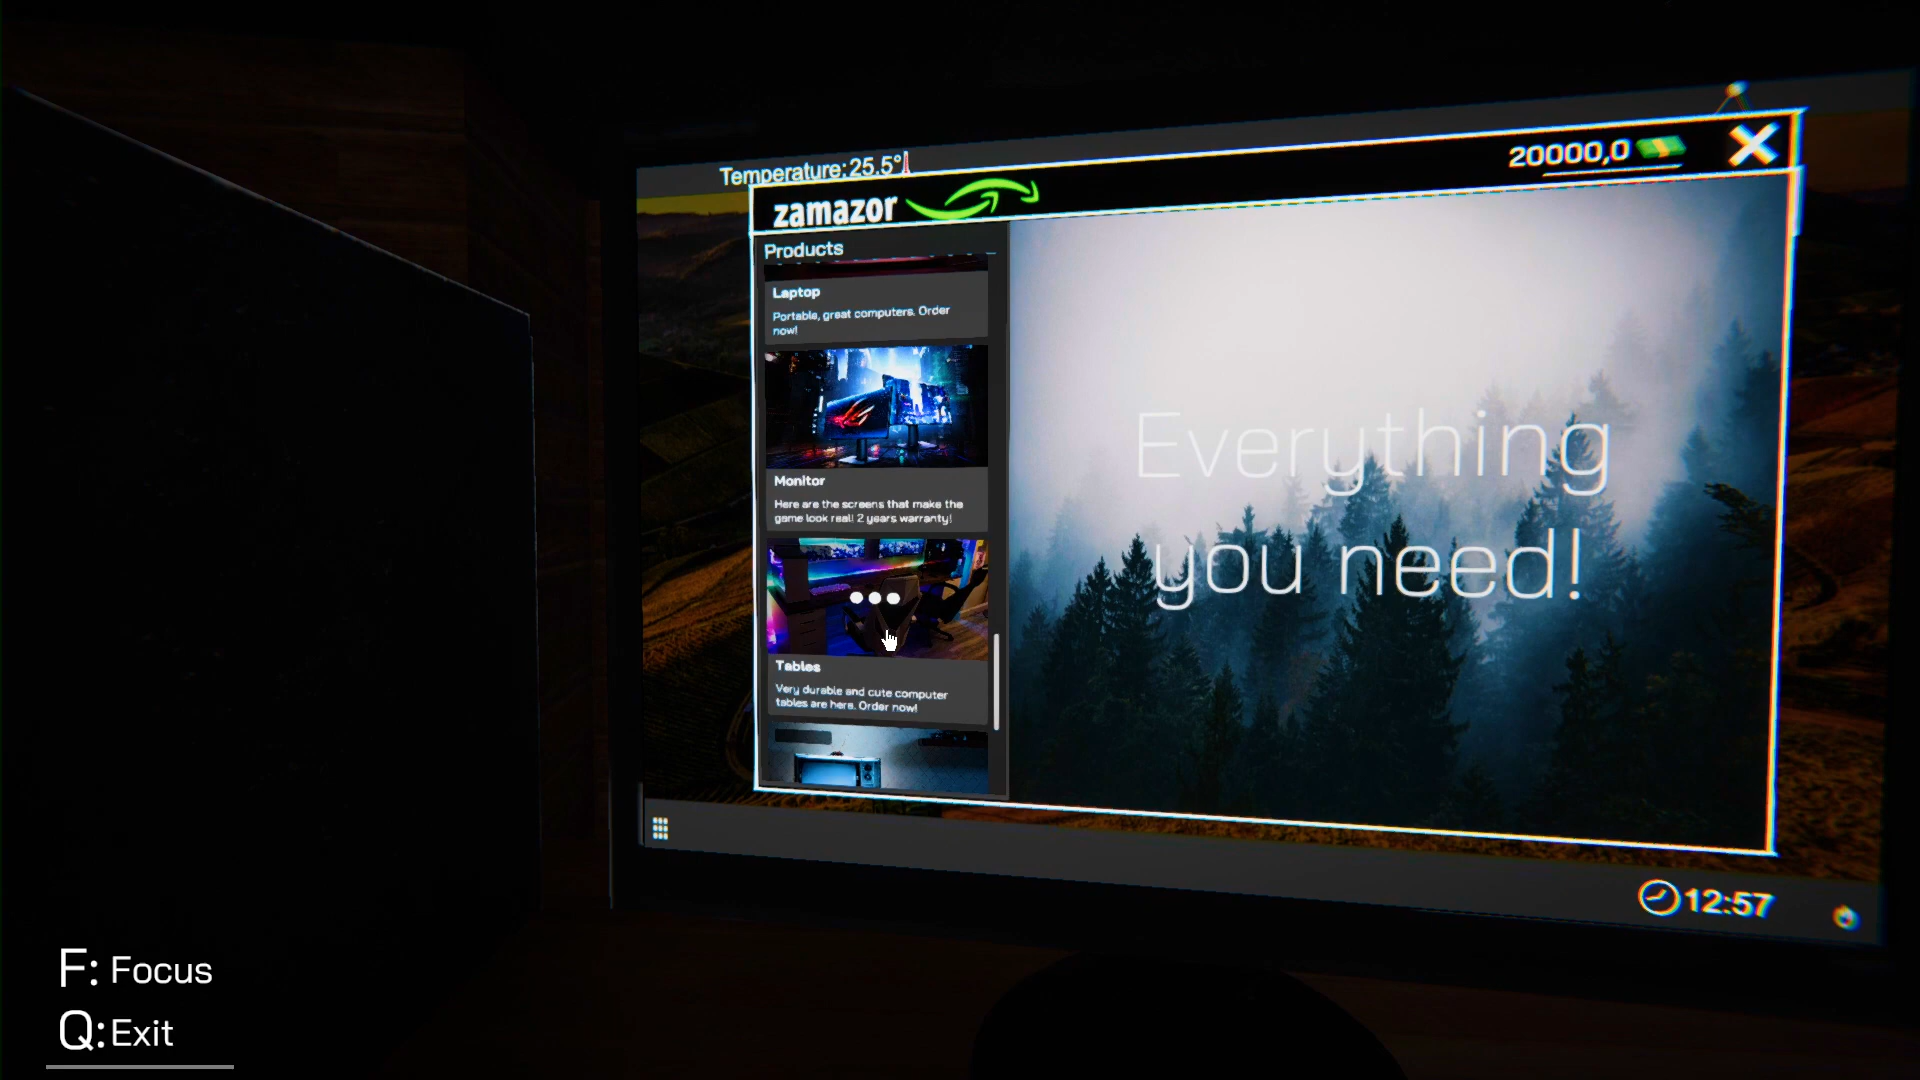 Temperature: 25.5°
20000,0
zamazor
Products
Laptop
Portable, great computers. Order
now!
Monitor
Here are the screens that make the
game look real! 2 years warranty!
Tables
Very durable and cute computer
tables are here. Order now!
Everything
you need!
12:57
F: Focus
Q: Exit